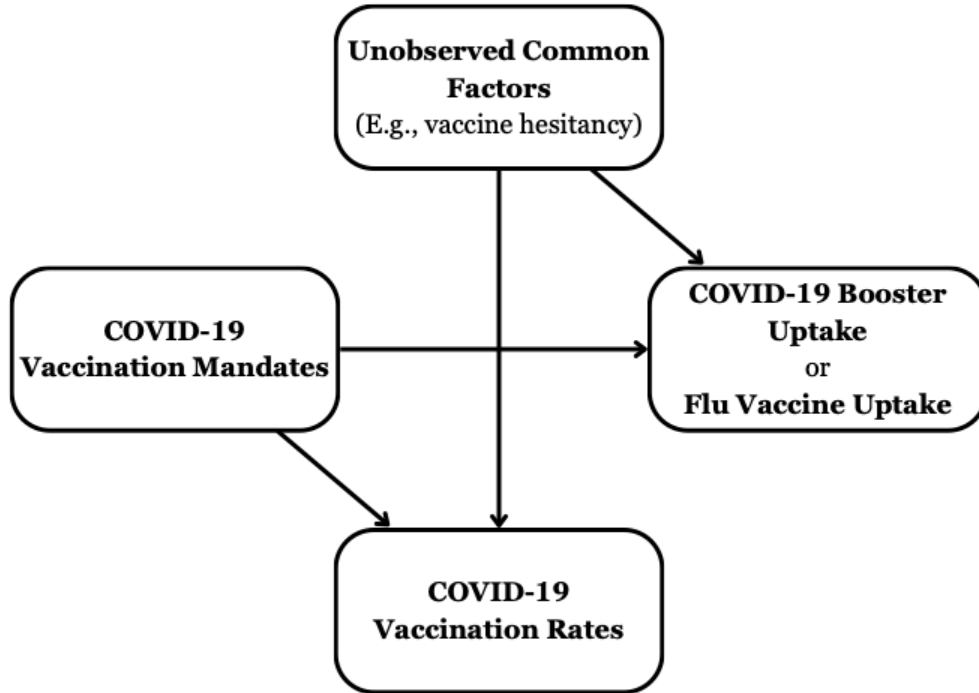 Unobserved Common
Factors
(E.g., vaccine hesitancy)
COVID-19
Vaccination Mandates
COVID-19 Booster
Uptake
or
Flu Vaccine Uptake
COVID-19
Vaccination Rates